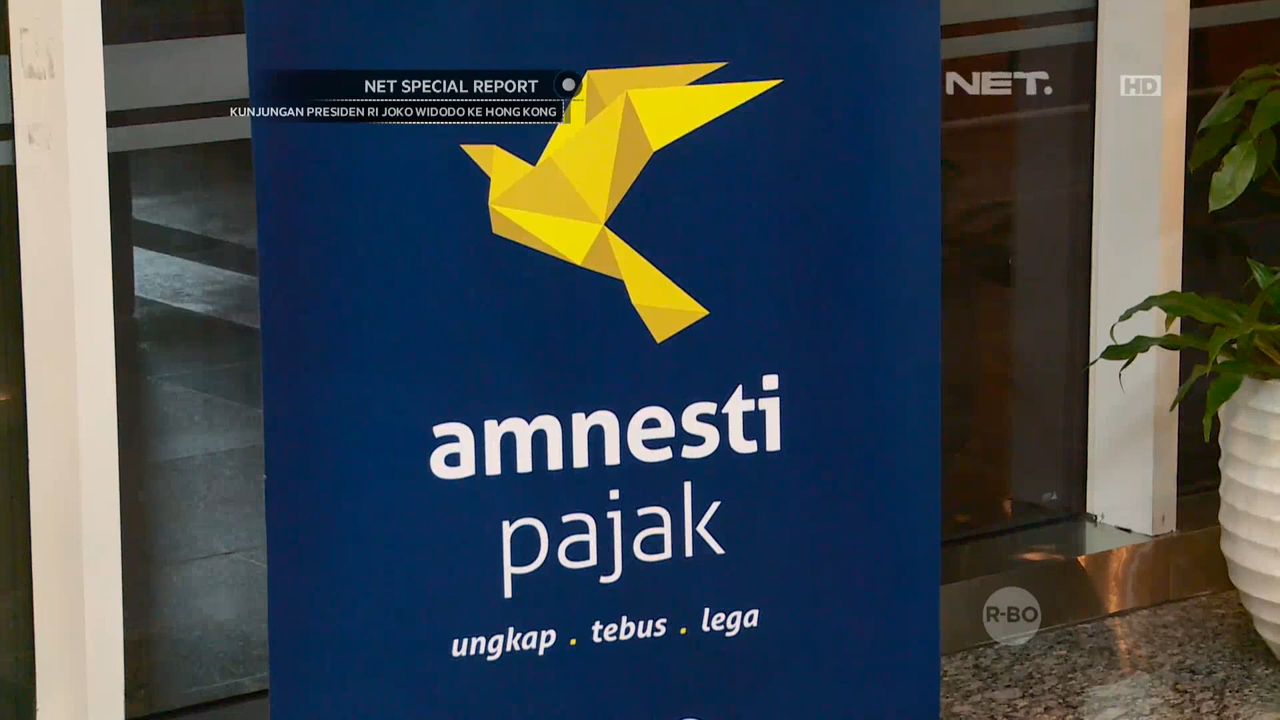 NET SPECIAL REPORT
KUNJUNGAN PRESIDEN RI JOKO WIDODO KE HONG KONG
NET.
HD
amnesti
pajak
ungkap . tebus . lega
R-BO